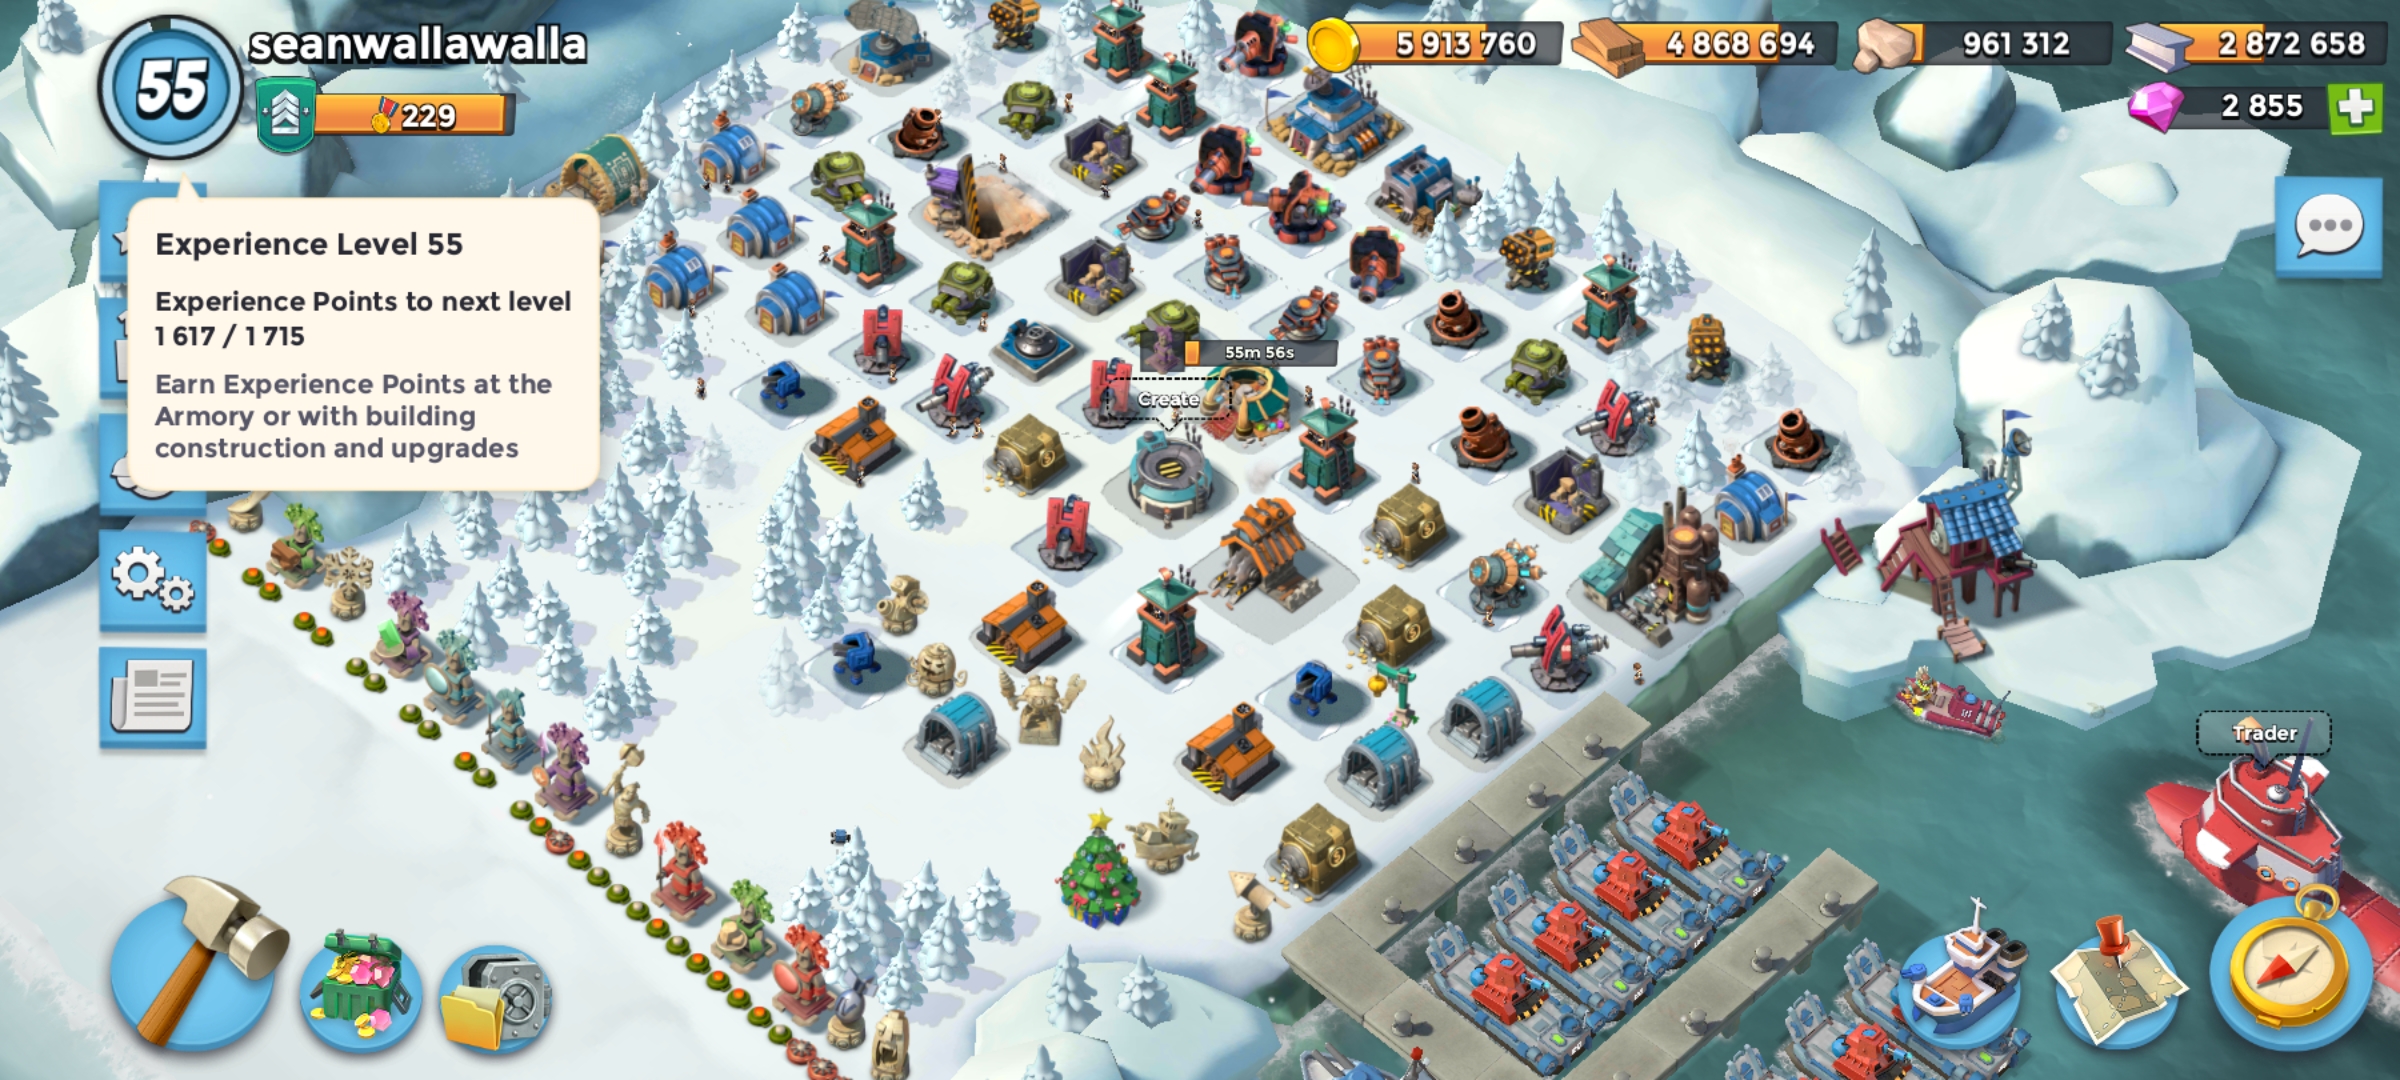 55
seanwallawalla
229
5 913 760
4 868 694
961 312
2 872 658
2 855
Experience Level 55
Experience Points to next level
1 617 / 1 715
Earn Experience Points at the
Armory or with building
construction and upgrades
55m 56s
Create
Trader